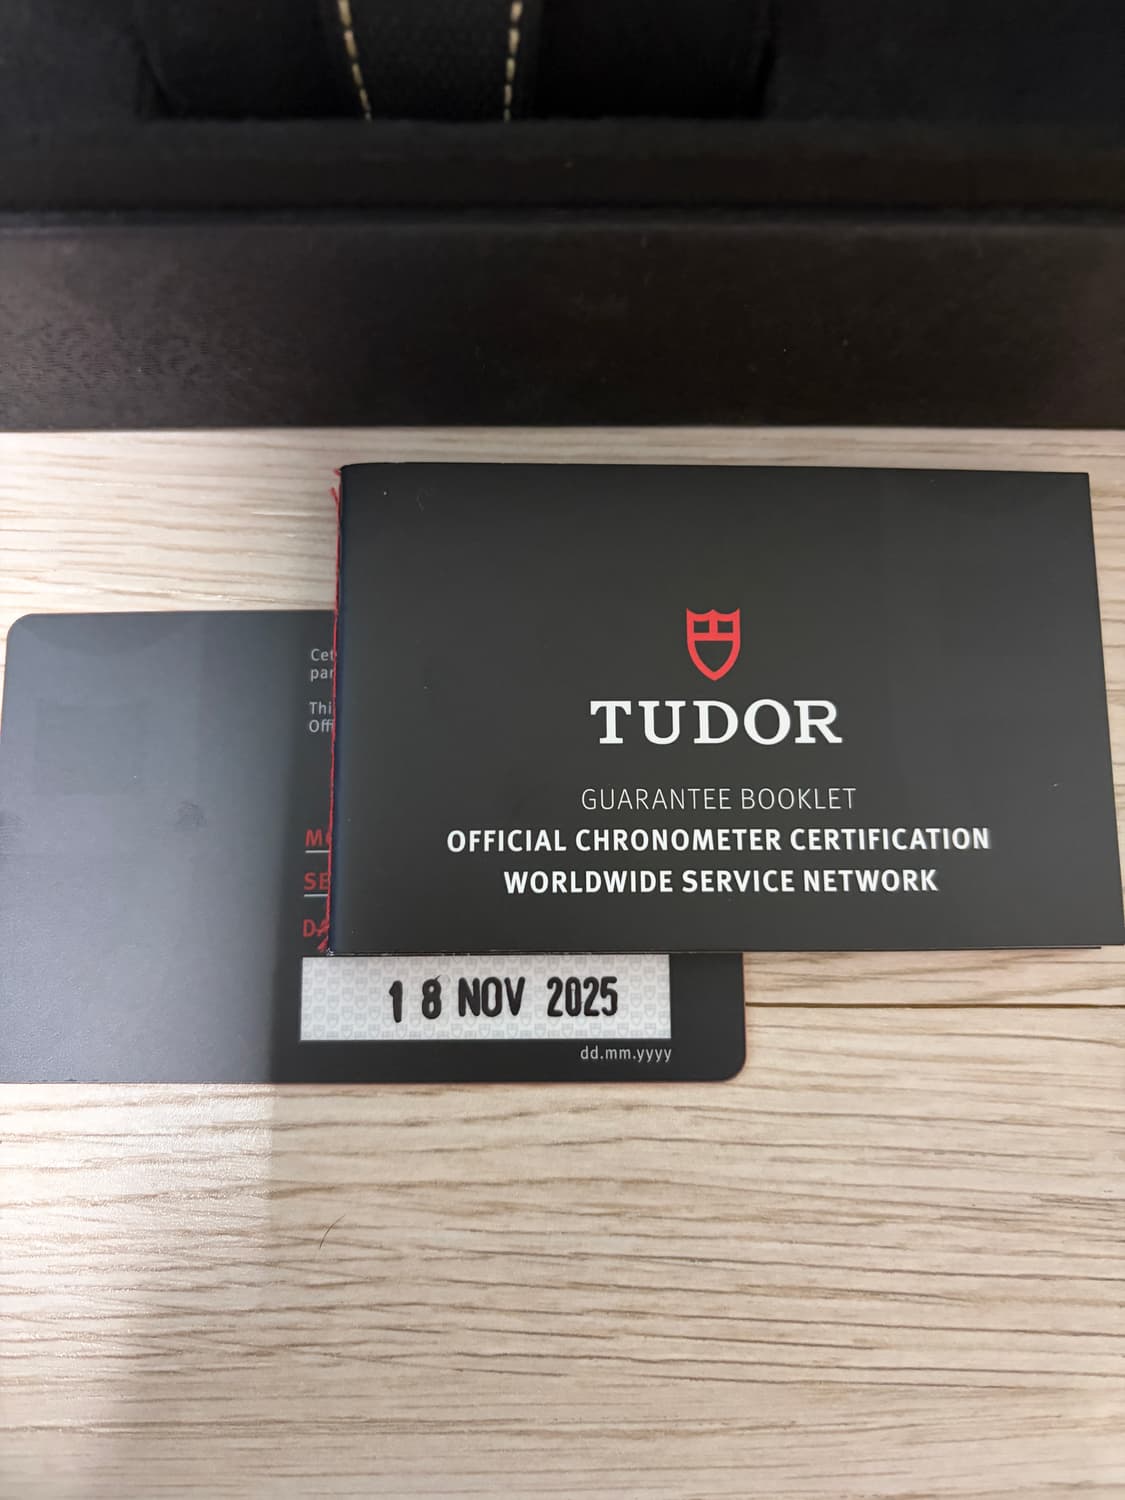 TUDOR
GUARANTEE BOOKLET
OFFICIAL CHRONOMETER CERTIFICATION
WORLDWIDE SERVICE NETWORK
18 NOV 2025
dd.mm.yyyy